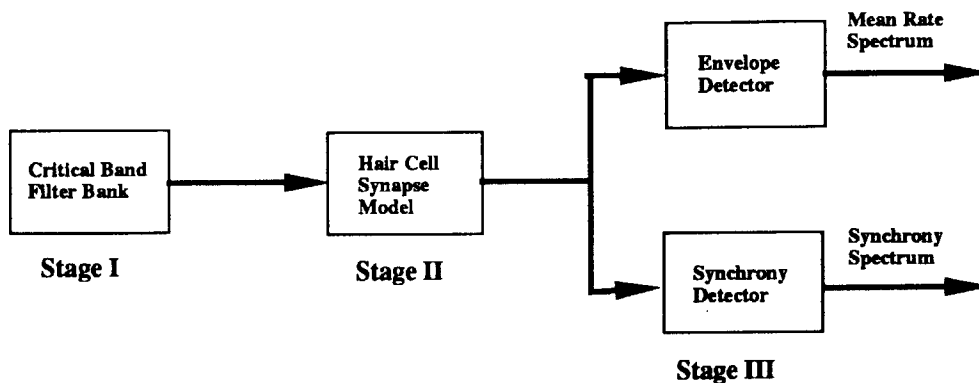 Critical Band
Filter Bank
Stage I
Hair Cell
Synapse
Model
Stage II
Envelope
Detector
Mean Rate
Spectrum
Synchrony
Detector
Synchrony
Spectrum
Stage III